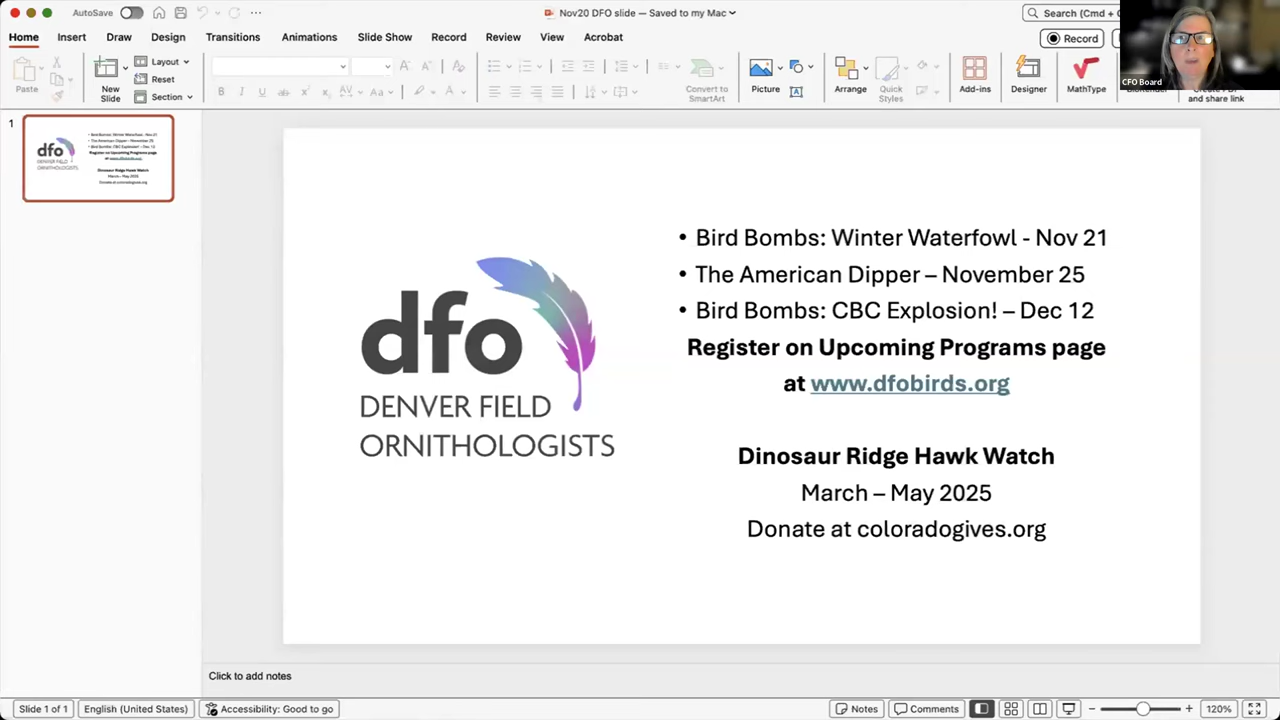 AutoSave
Nov20 DFO slide — Saved to my Mac
Search (Cmd + C
Home Insert Draw Design Transitions Animations Slide Show Record Review View Acrobat
Record
Paste
New Slide
Layout
Reset
Section
Convert to SmartArt
Picture
Arrange
Quick Styles
Add-ins
Designer
MathType
and share link
CFO Board
1
dfo
DENVER FIELD
ORNITHOLOGISTS
• Bird Bombs: Winter Waterfowl - Nov 21
• The American Dipper – November 25
• Bird Bombs: CBC Explosion! – Dec 12
Register on Upcoming Programs page
at www.dfobirds.org
Dinosaur Ridge Hawk Watch
March – May 2025
Donate at coloradogives.org
Click to add notes
Slide 1 of 1 English (United States) Accessibility: Good to go Notes Comments 120%